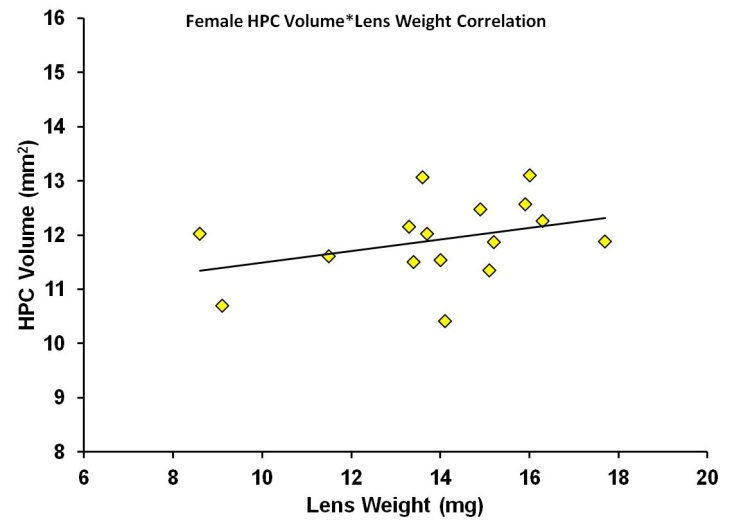 Female HPC Volume*Lens Weight Correlation
16
15
14
13
12
11
10
9
8
HPC Volume (mm²)
6 8 10 12 14 16 18 20
Lens Weight (mg)